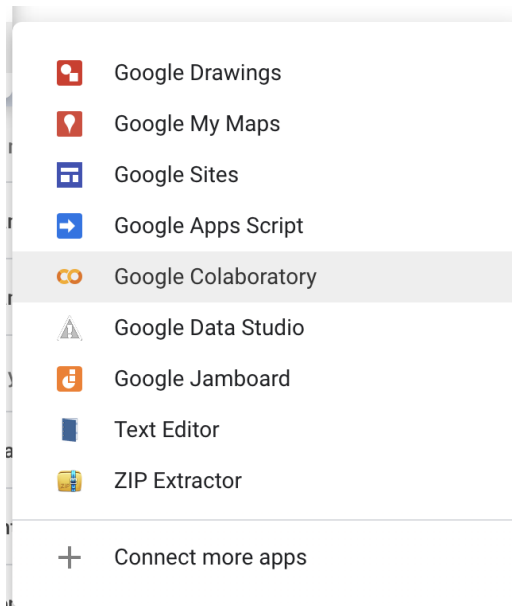 Google Drawings
Google My Maps
Google Sites
Google Apps Script
Google Colaboratory
Google Data Studio
Google Jamboard
Text Editor
ZIP Extractor
Connect more apps